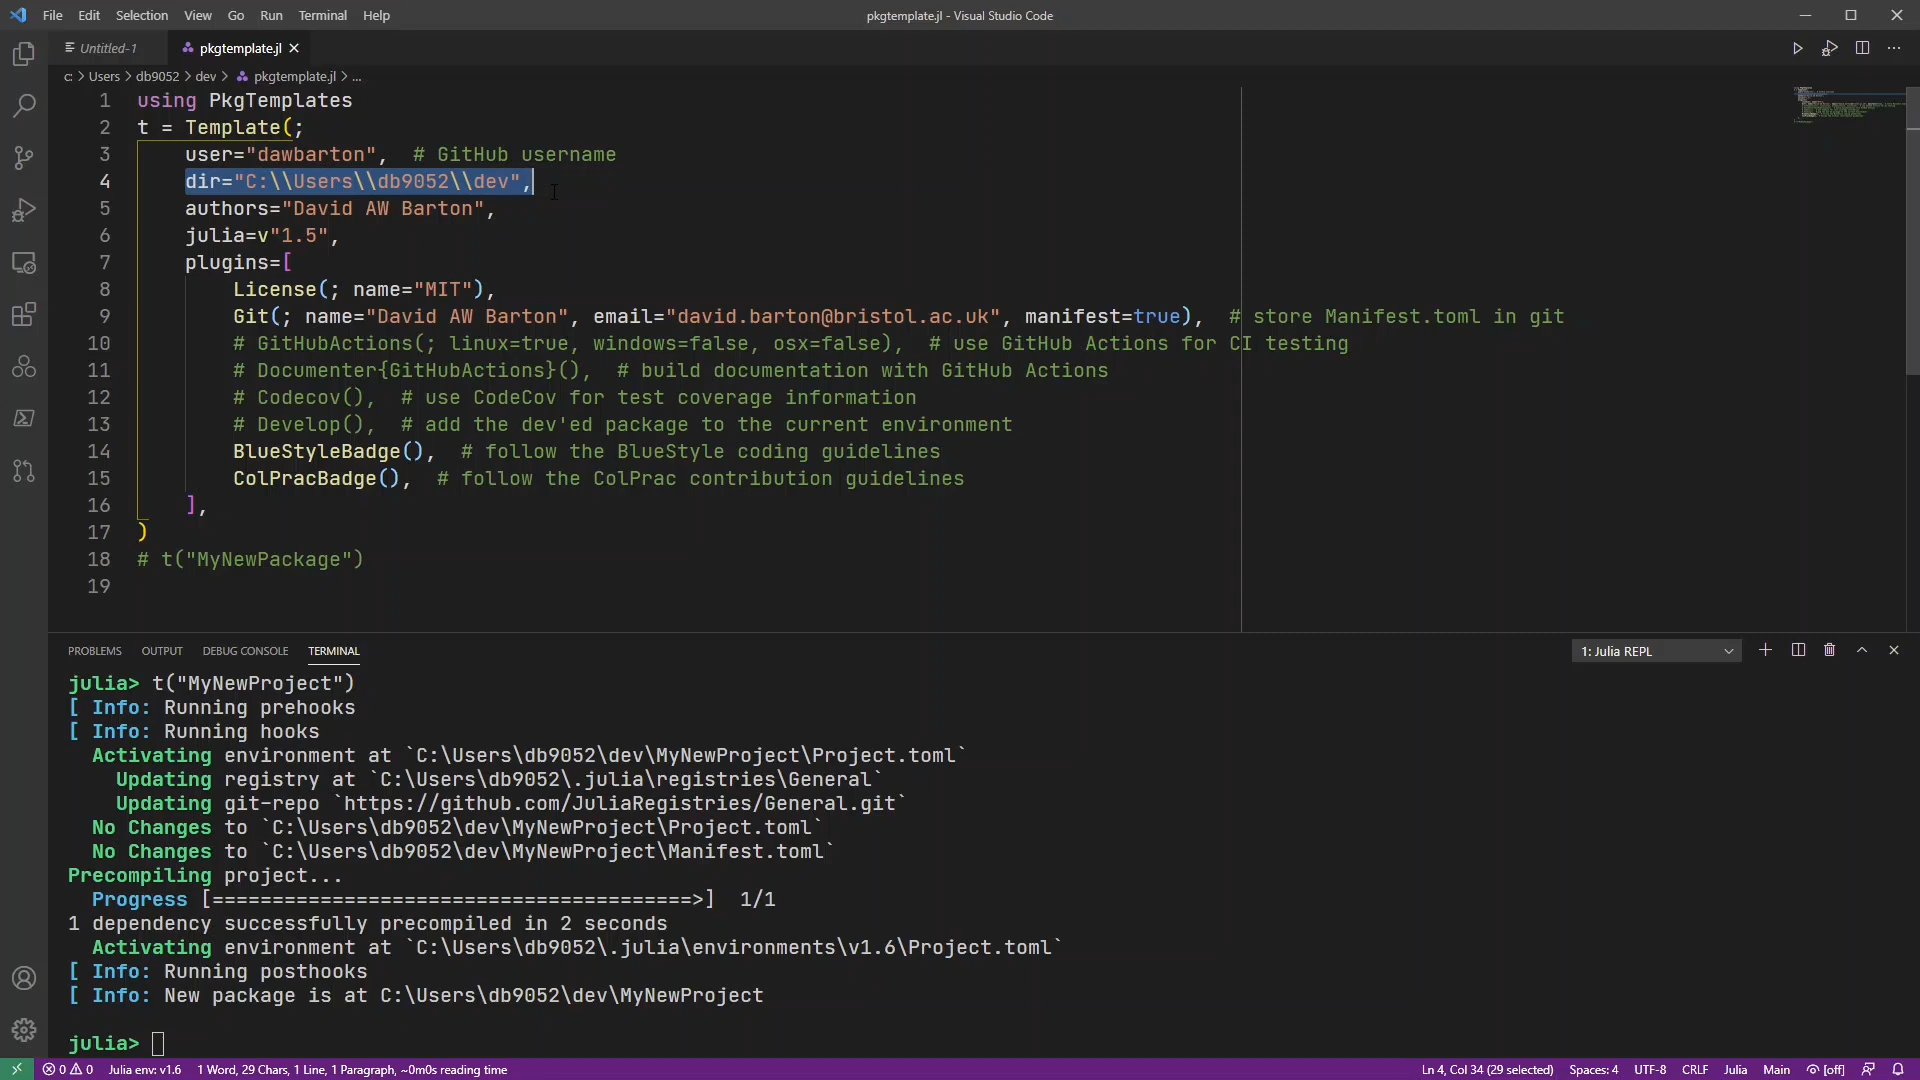 File Edit Selection View Go Run Terminal Help
pkgtemplate.jl - Visual Studio Code
Untitled-1 pkgtemplate.jl
c: > Users > db9052 > dev > pkgtemplate.jl > ...
1 using PkgTemplates
2 t = Template(;
3 user="dawbarton", # GitHub username
4 dir="C:\\Users\\db9052\\dev",
5 authors="David AW Barton",
6 julia=v"1.5",
7 plugins=[
8 License(; name="MIT"),
9 Git(; name="David AW Barton", email="david.barton@bristol.ac.uk", manifest=true), # store Manifest.toml in git
10 # GitHubActions(; linux=true, windows=false, osx=false), # use GitHub Actions for CI testing
11 # Documenter{GitHubActions}(), # build documentation with GitHub Actions
12 # Codecov(), # use CodeCov for test coverage information
13 # Develop(), # add the dev'ed package to the current environment
14 BlueStyleBadge(), # follow the BlueStyle coding guidelines
15 ColPracBadge(), # follow the ColPrac contribution guidelines
16 ],
17 )
18 # t("MyNewPackage")
19
PROBLEMS OUTPUT DEBUG CONSOLE TERMINAL
1: Julia REPL
julia> t("MyNewProject")
[ Info: Running prehooks
[ Info: Running hooks
Activating environment at `C:\Users\db9052\dev\MyNewProject\Project.toml`
Updating registry at `C:\Users\db9052\.julia\registries\General`
Updating git-repo `https://github.com/JuliaRegistries/General.git`
No Changes to `C:\Users\db9052\dev\MyNewProject\Project.toml`
No Changes to `C:\Users\db9052\dev\MyNewProject\Manifest.toml`
Precompiling project...
Progress [========================================>] 1/1
1 dependency successfully precompiled in 2 seconds
Activating environment at `C:\Users\db9052\.julia\environments\v1.6\Project.toml`
[ Info: Running posthooks
[ Info: New package is at C:\Users\db9052\dev\MyNewProject
julia>
0 0 Julia env: v1.6 1 Word, 29 Chars, 1 Line, 1 Paragraph, ~0m0s reading time
Ln 4, Col 34 (29 selected) Spaces: 4 UTF-8 CRLF Julia Main [off]